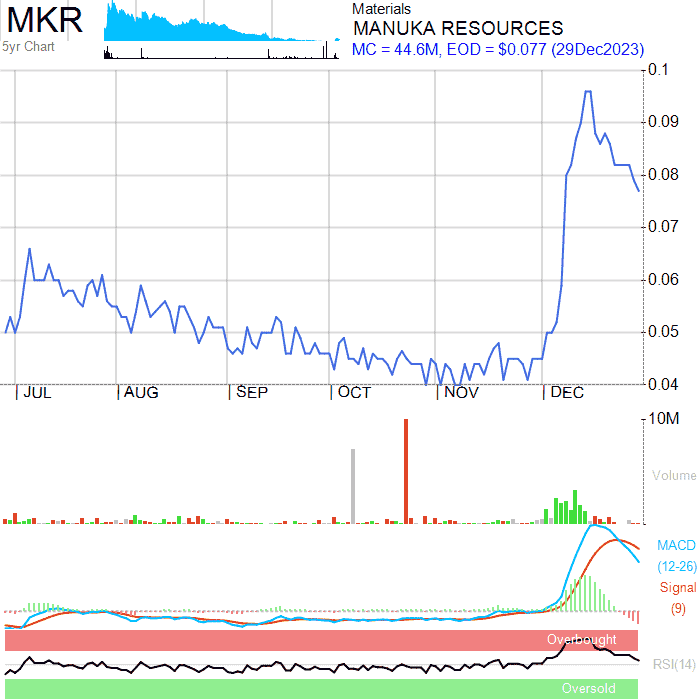 MKR
5yr Chart
Materials
MANUKA RESOURCES
MC = 44.6M, EOD = $0.077 (29Dec2023)
0.1
0.09
0.08
0.07
0.06
0.05
0.04
JUL AUG SEP OCT NOV DEC
10M
Volume
MACD
(12-26)
Signal
(9)
Overbought
RSI(14)
Oversold